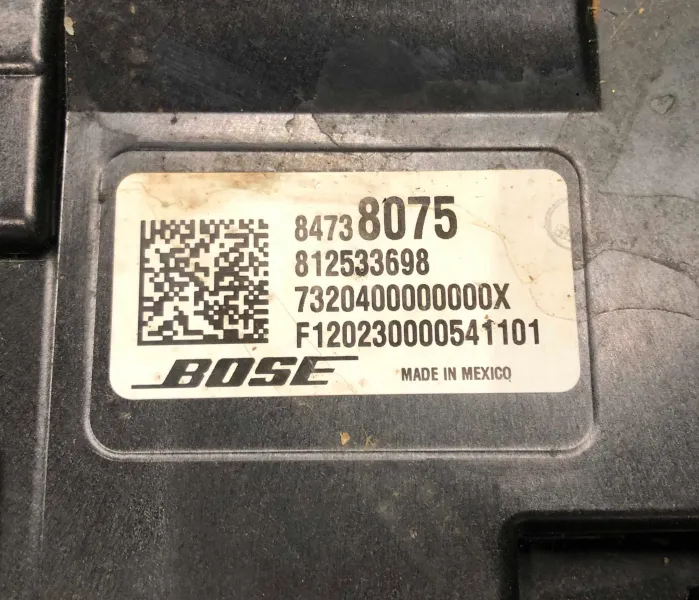 84738075
812533698
7320400000000X
F120230000541101
BOSE
MADE IN MEXICO